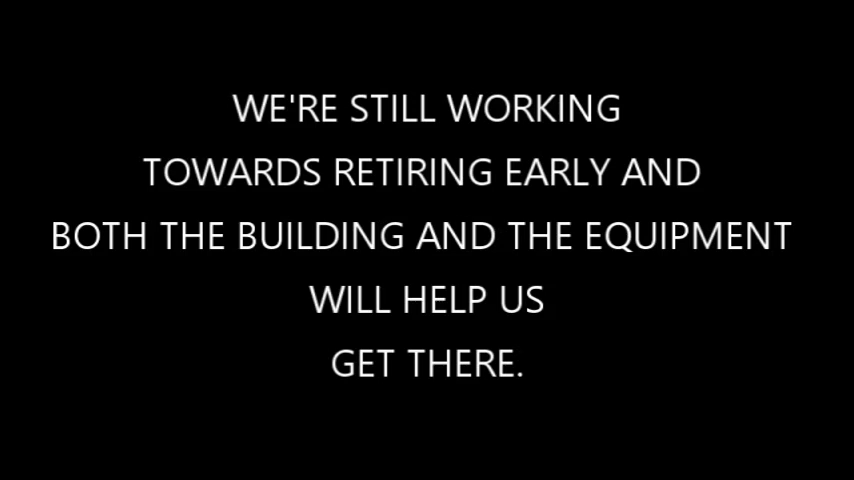 WE'RE STILL WORKING
TOWARDS RETIRING EARLY AND
BOTH THE BUILDING AND THE EQUIPMENT
WILL HELP US
GET THERE.